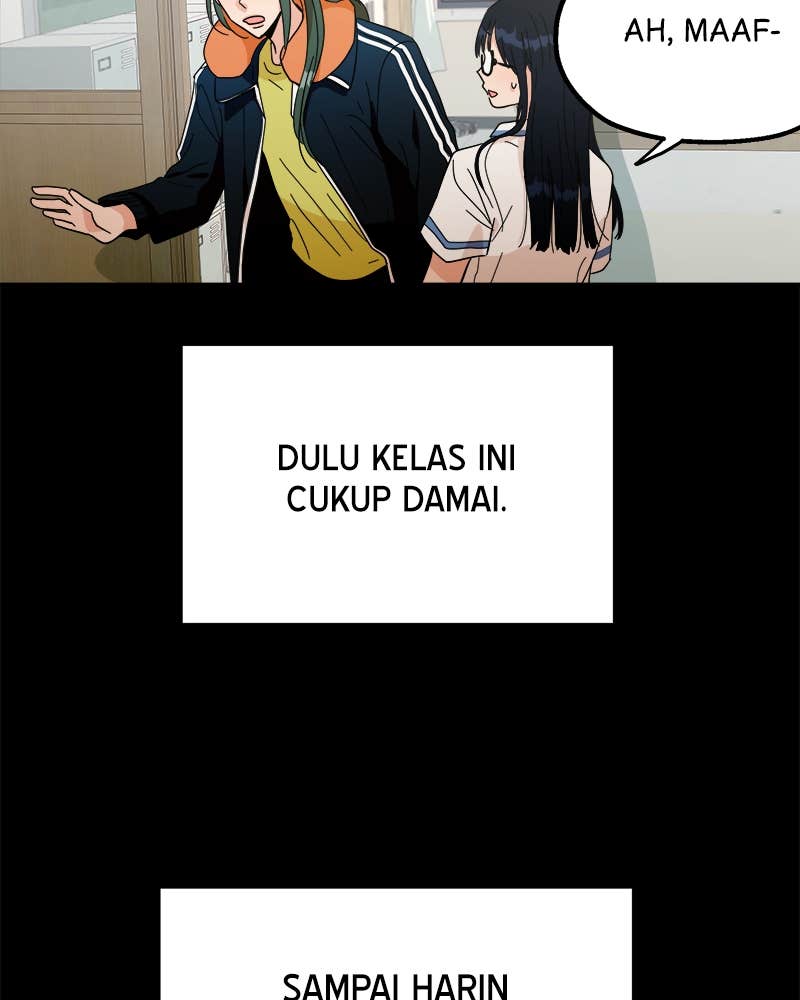 AH, MAAF-
DULU KELAS INI
CUKUP DAMAI.
SAMPAI HARIN